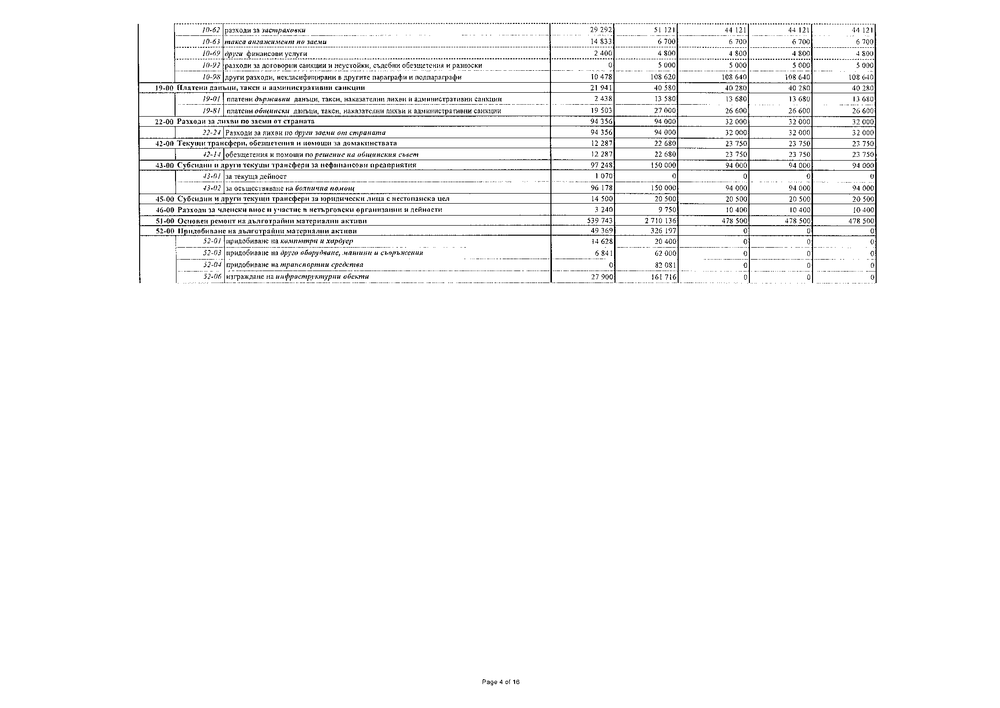 10-62 разходи за застраховки 29 292 51 121 44 121 44 121 44 121
10-63 такса ангажимент по заеми 14 833 6 700 6 700 6 700 6 700
10-69 други финансови услуги 2 400 4 800 4 800 4 800 4 800
10-92 разходи за договорни санкции и неустойки, съдебни обезщетения и разноски 0 5 000 5 000 5 000 5 000
10-98 други разходи, некласифицирани в другите параграфи и подпараграфи 10 478 108 620 108 640 108 640 108 640
19-00 Платени данъци, такси и административни санкции 21 941 40 580 40 280 40 280 40 280
19-01 платени държавни данъци, такси, наказателни лихви и административни санкции 2 438 13 580 13 680 13 680 13 680
19-81 платени общински данъци, такси, наказателни лихви и административни санкции 19 503 27 000 26 600 26 600 26 600
22-00 Разходи за лихви по заеми от страната 94 356 94 000 32 000 32 000 32 000
22-24 Разходи за лихви по други заеми от страната 94 356 94 000 32 000 32 000 32 000
42-00 Текущи трансфери, обезщетения и помощи за домакинствата 12 287 22 680 23 750 23 750 23 750
42-14 обезщетения и помощи по решение на общинския съвет 12 287 22 680 23 750 23 750 23 750
43-00 Субсидии и други текущи трансфери за нефинансови предприятия 97 248 150 000 94 000 94 000 94 000
43-01 за текуща дейност 1 070 0 0 0 0
43-02 за осъществяване на болнична помощ 96 178 150 000 94 000 94 000 94 000
45-00 Субсидии и други текущи трансфери за юридически лица с нестопанска цел 14 500 20 500 20 500 20 500 20 500
46-00 Разходи за членски внос и участие в нетърговски организации и дейности 3 240 9 750 10 400 10 400 10 400
51-00 Основен ремонт на дълготрайни материални активи 539 743 2 710 136 478 500 478 500 478 500
52-00 Придобиване на дълготрайни материални активи 49 369 326 197 0 0 0
52-01 придобиване на компютри и хардуер 14 628 20 400 0 0 0
52-03 придобиване на друго оборудване, машини и съоръжения 6 841 62 000 0 0 0
52-04 придобиване на транспортни средства 0 82 081 0 0 0
52-06 изграждане на инфраструктурни обекти 27 900 161 716 0 0 0
Page 4 of 16